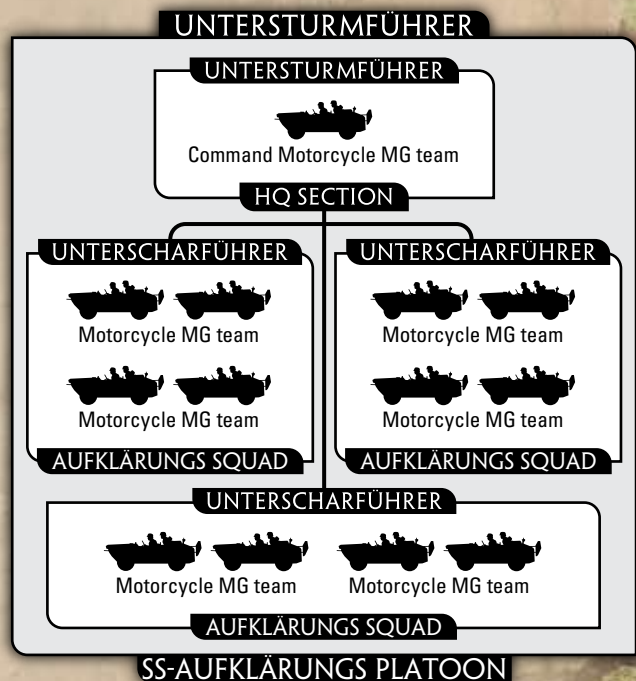 UNTERSTURMFÜHRER
UNTERSTURMFÜHRER
Command Motorcycle MG team
HQ SECTION
UNTERSCHARFÜHRER
Motorcycle MG team
Motorcycle MG team
AUFKLÄRUNGS SQUAD
UNTERSCHARFÜHRER
Motorcycle MG team
Motorcycle MG team
AUFKLÄRUNGS SQUAD
UNTERSCHARFÜHRER
Motorcycle MG team Motorcycle MG team
AUFKLÄRUNGS SQUAD
SS-AUFKLÄRUNGS PLATOON